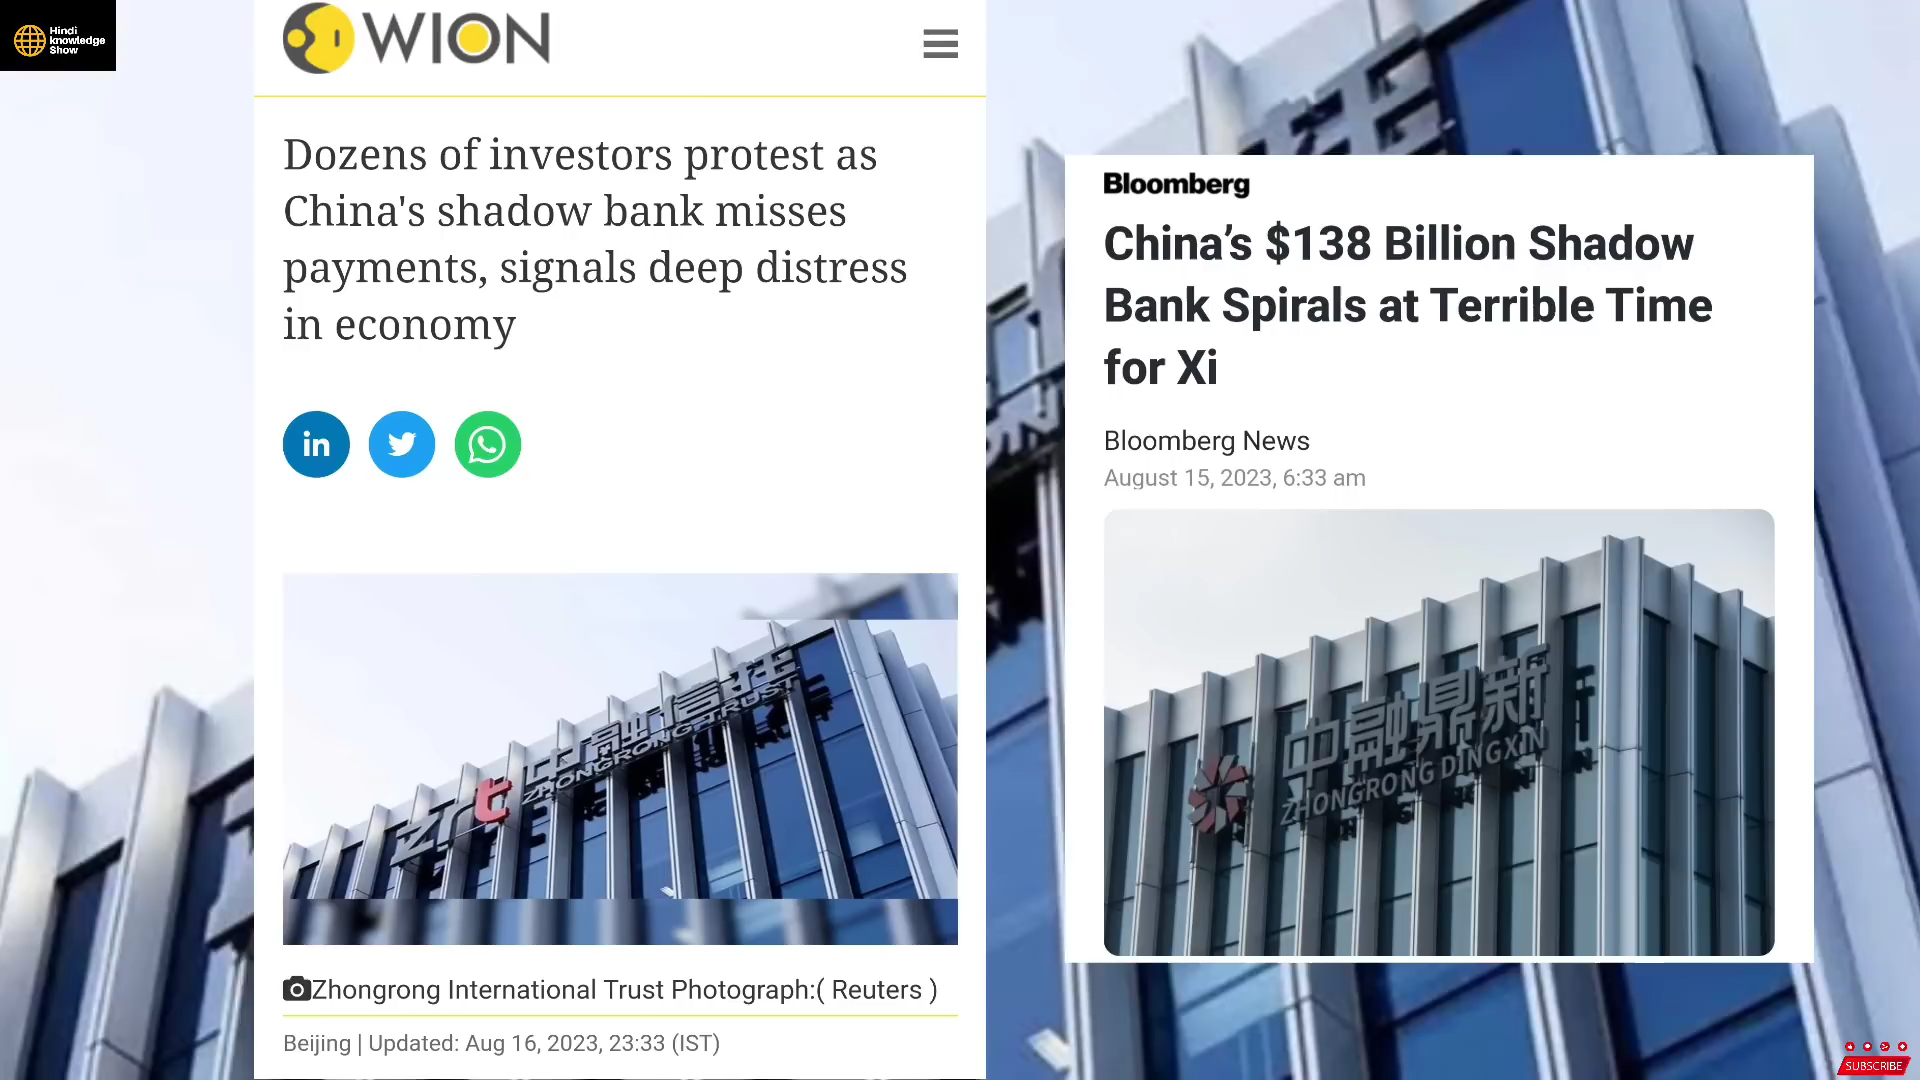 Hindi
knowledge
Show
WION
Dozens of investors protest as
China's shadow bank misses
payments, signals deep distress
in economy
in
zrt 中融信托
ZHONGRONG TRUST
Zhongrong International Trust Photograph:( Reuters )
Beijing | Updated: Aug 16, 2023, 23:33 (IST)
Bloomberg
China’s $138 Billion Shadow
Bank Spirals at Terrible Time
for Xi
Bloomberg News
August 15, 2023, 6:33 am
中融鼎新
ZHONGRONG DINGXIN
SUBSCRIBE